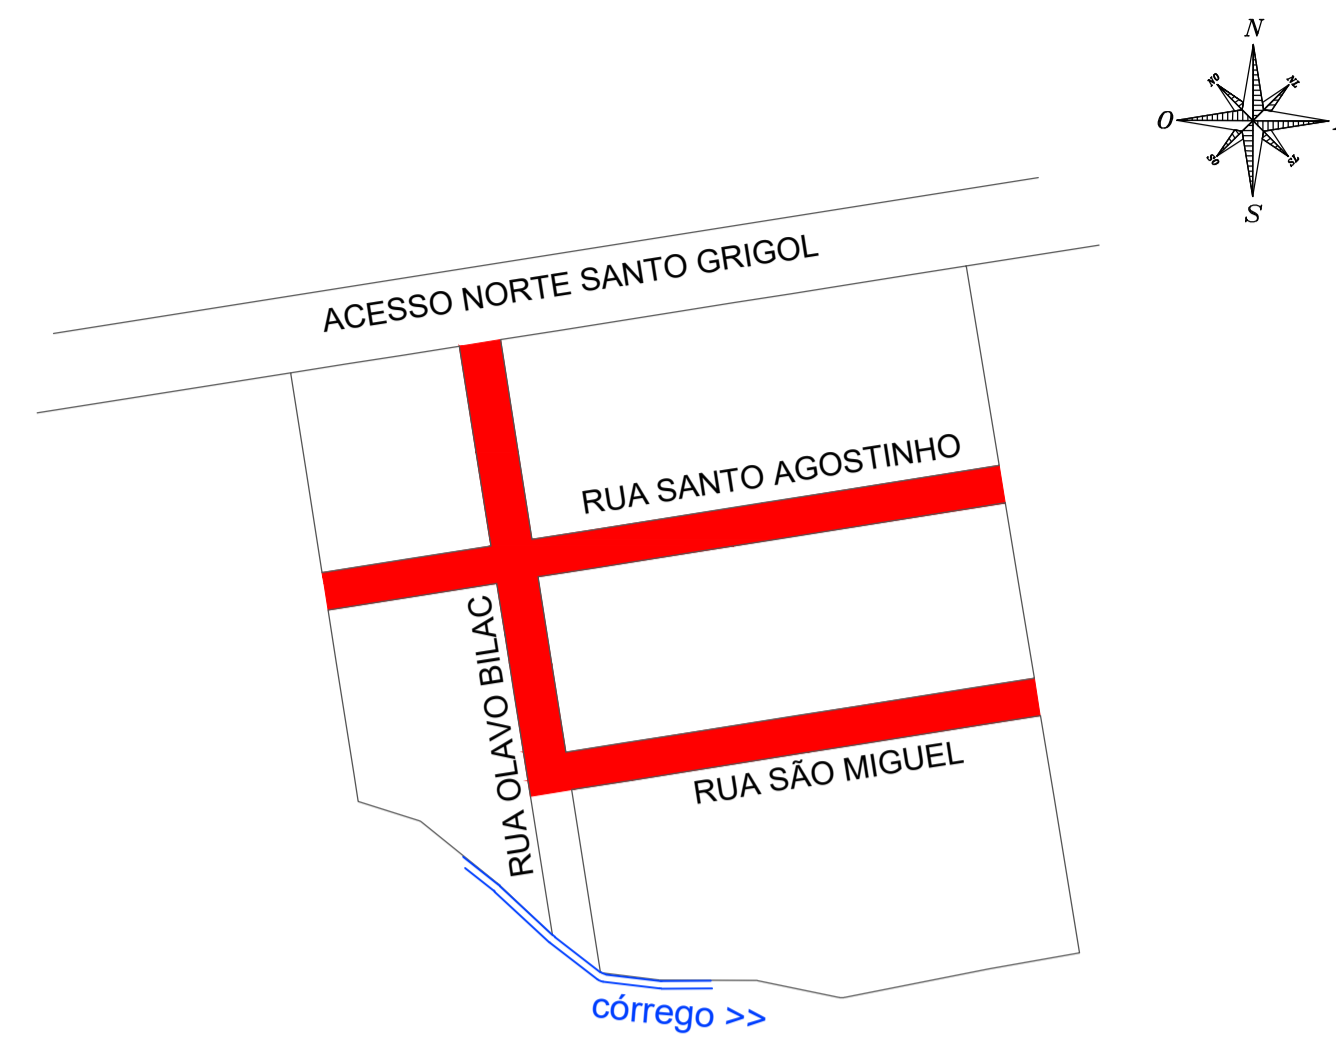 N
NO
NL
O
SO
SL
S
ACESSO NORTE SANTO GRIGOL
RUA SANTO AGOSTINHO
RUA OLAVO BILAC
RUA SÃO MIGUEL
córrego >>